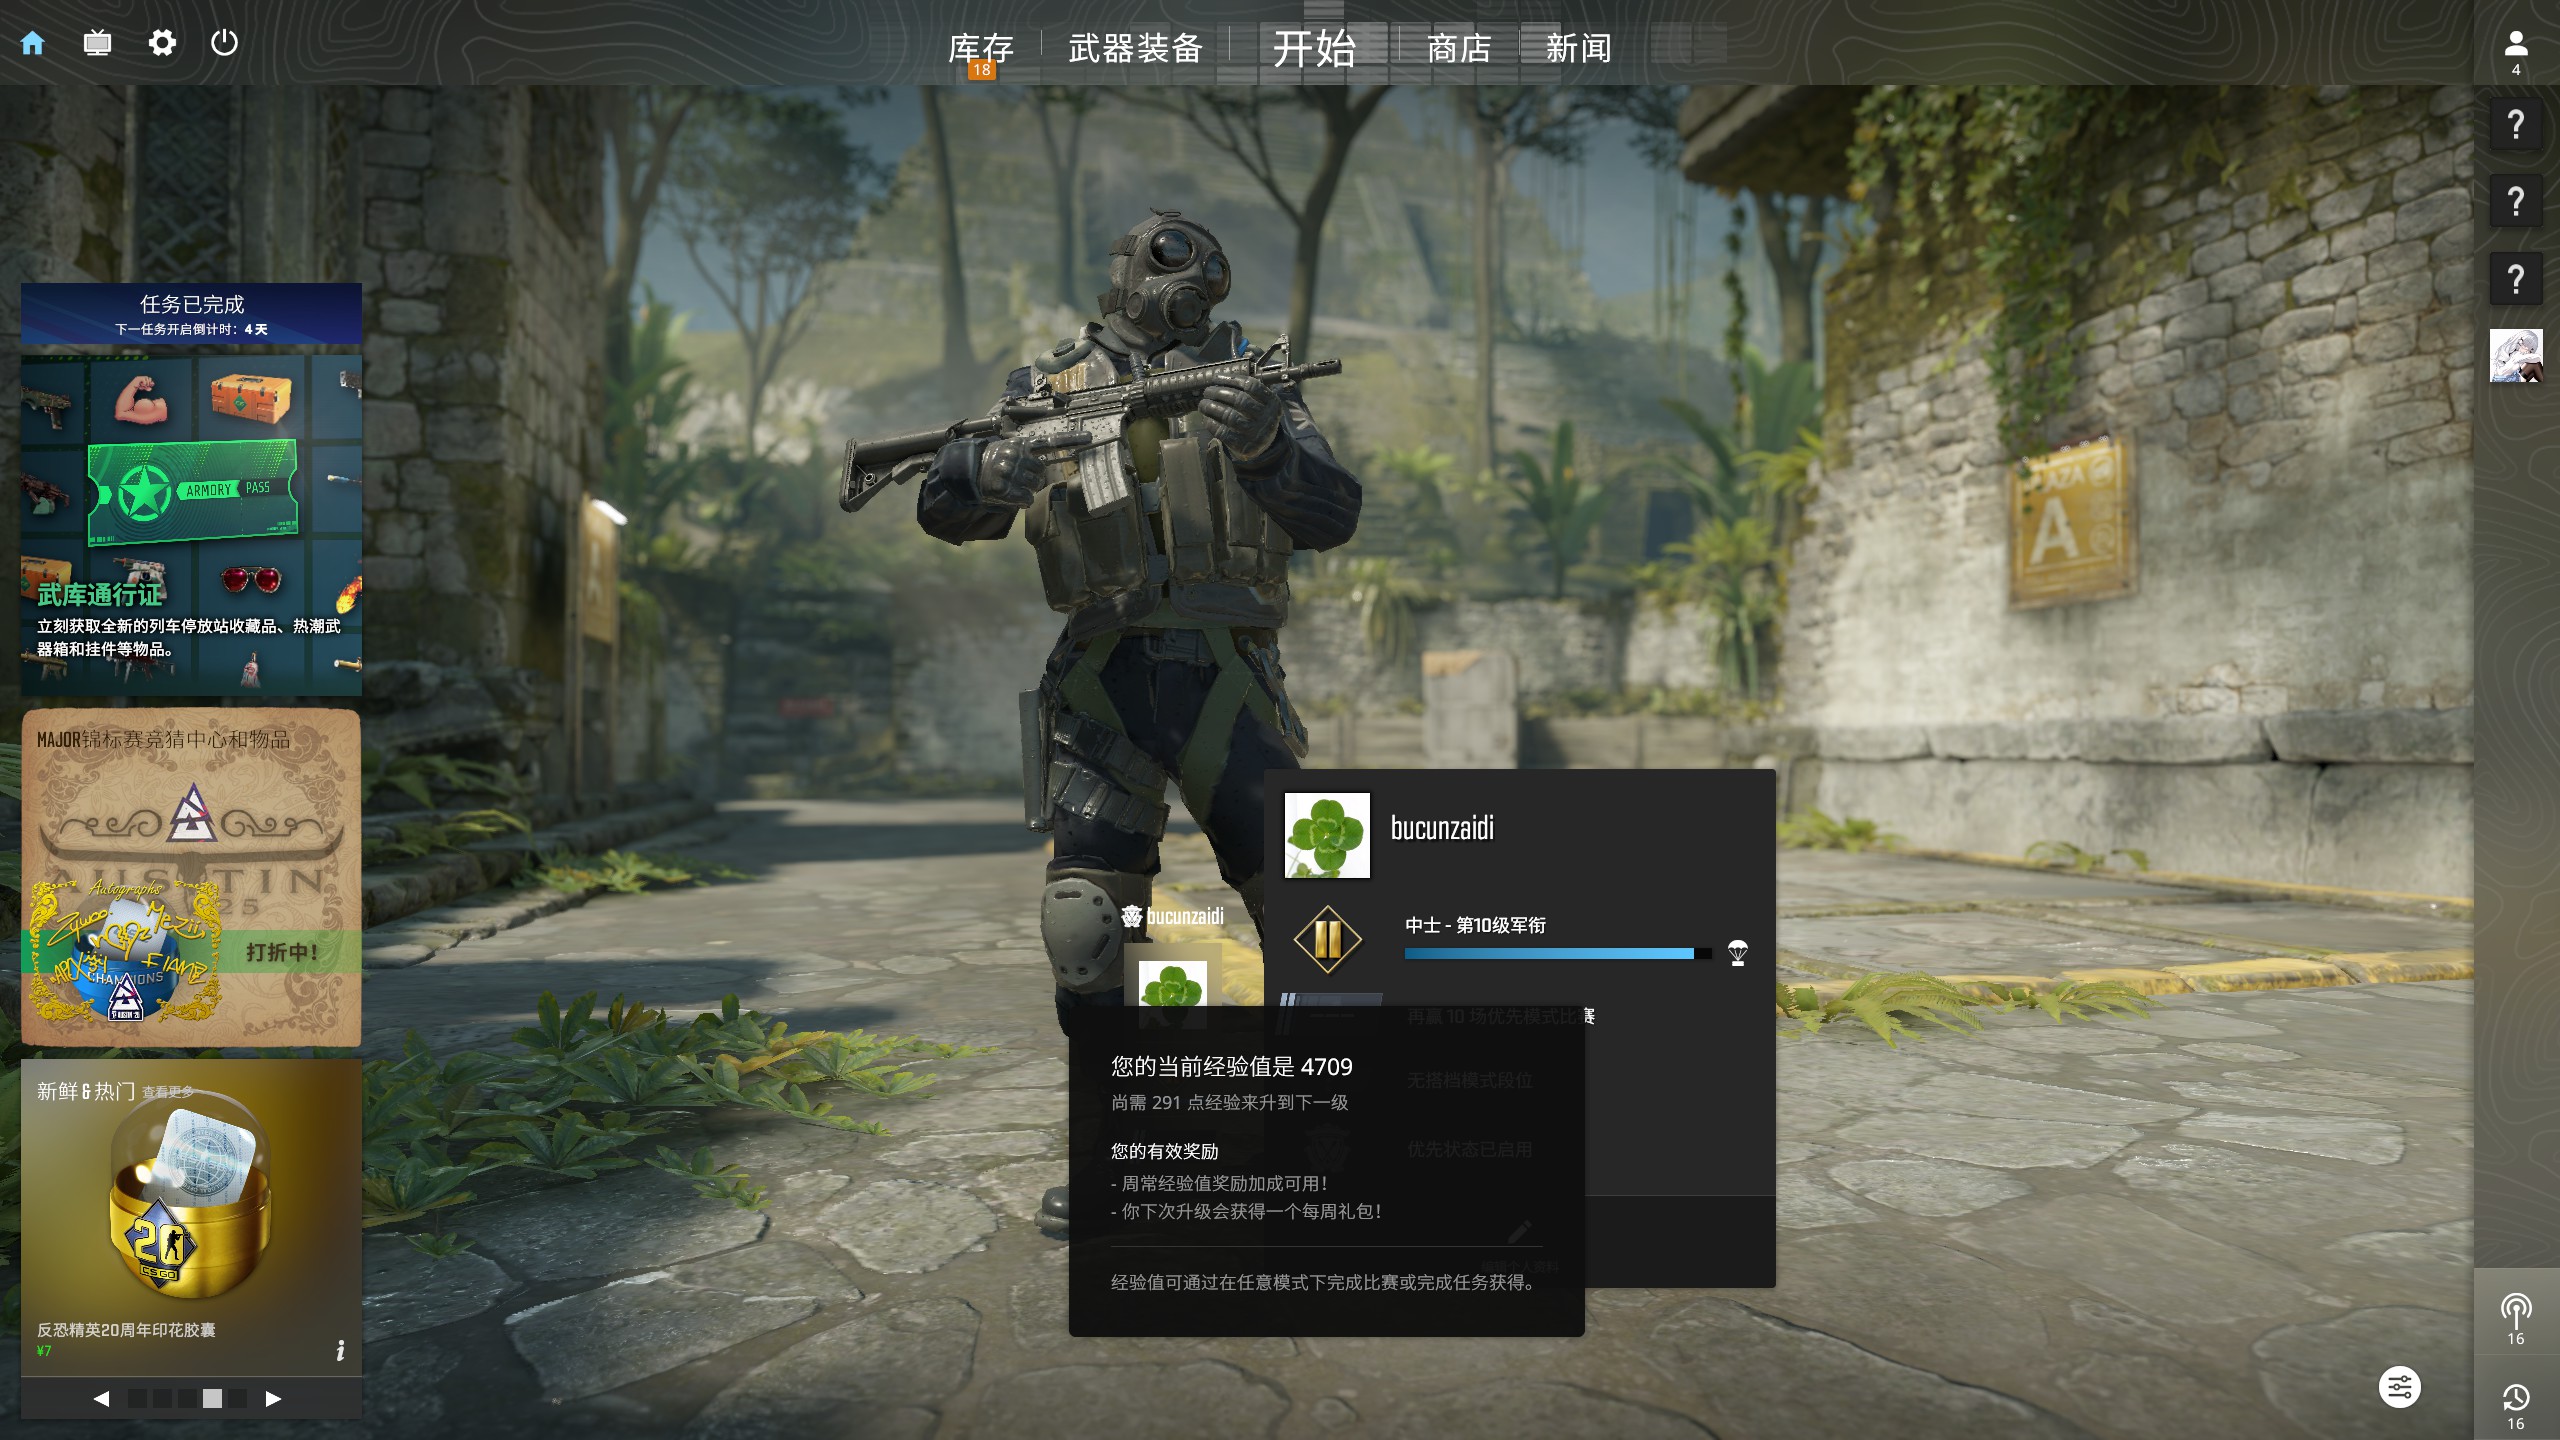 库存
18
武器装备
开始
商店
新闻
4
任务已完成
下一任务开启倒计时：4 天
ARMORY PASS
武库通行证
立刻获取全新的列车停放站收藏品、热潮武
器箱和挂件等物品。
MAJOR锦标赛竞猜中心和物品
AUSTIN
25
Autographs
CHAMPIONS
打折中！
新鲜 & 热门 查看更多
20
CS GO
反恐精英20周年印花胶囊
¥7
PLAZA
A
bucunzaidi
中士 - 第10级军衔
bucunzaidi
再赢 10 场优先模式比赛
您的当前经验值是 4709
无搭档模式段位
尚需 291 点经验来升到下一级
您的有效奖励
优先状态已启用
- 周常经验值奖励加成可用！
- 你下次升级会获得一个每周礼包！
经验值可通过在任意模式下完成比赛或完成任务获得。
16
16